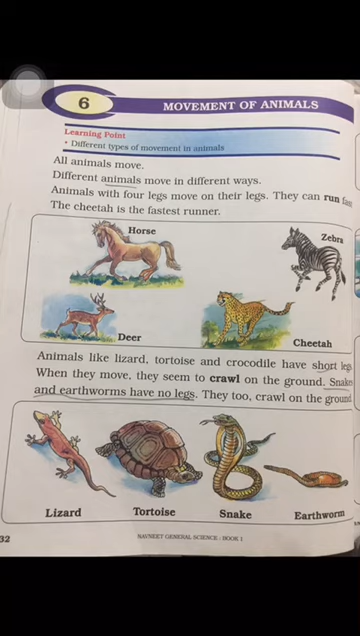 6
MOVEMENT OF ANIMALS
Learning Point
• Different types of movement in animals
All animals move.
Different animals move in different ways.
Animals with four legs move on their legs. They can run fast
The cheetah is the fastest runner.
Horse
Zebra
Deer
Cheetah
Animals like lizard, tortoise and crocodile have short legs
When they move, they seem to crawl on the ground. Snakes
and earthworms have no legs. They too, crawl on the ground
Lizard
Tortoise
Snake
Earthworm
32
NAVNEET GENERAL SCIENCE : BOOK 1